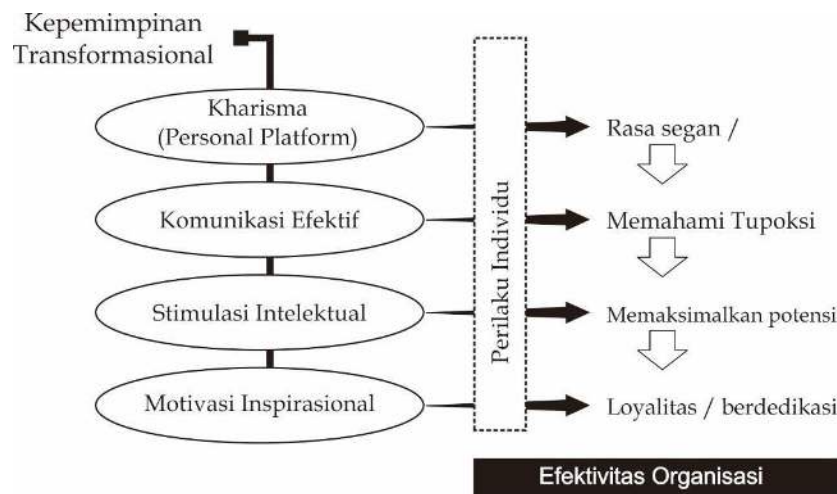 Kepemimpinan
Transformasional
Kharisma
(Personal Platform)
Rasa segan /
Komunikasi Efektif
Memahami Tupoksi
Stimulasi Intelektual
Memaksimalkan potensi
Motivasi Inspirasional
Loyalitas / berdedikasi
Perilaku Individu
Efektivitas Organisasi